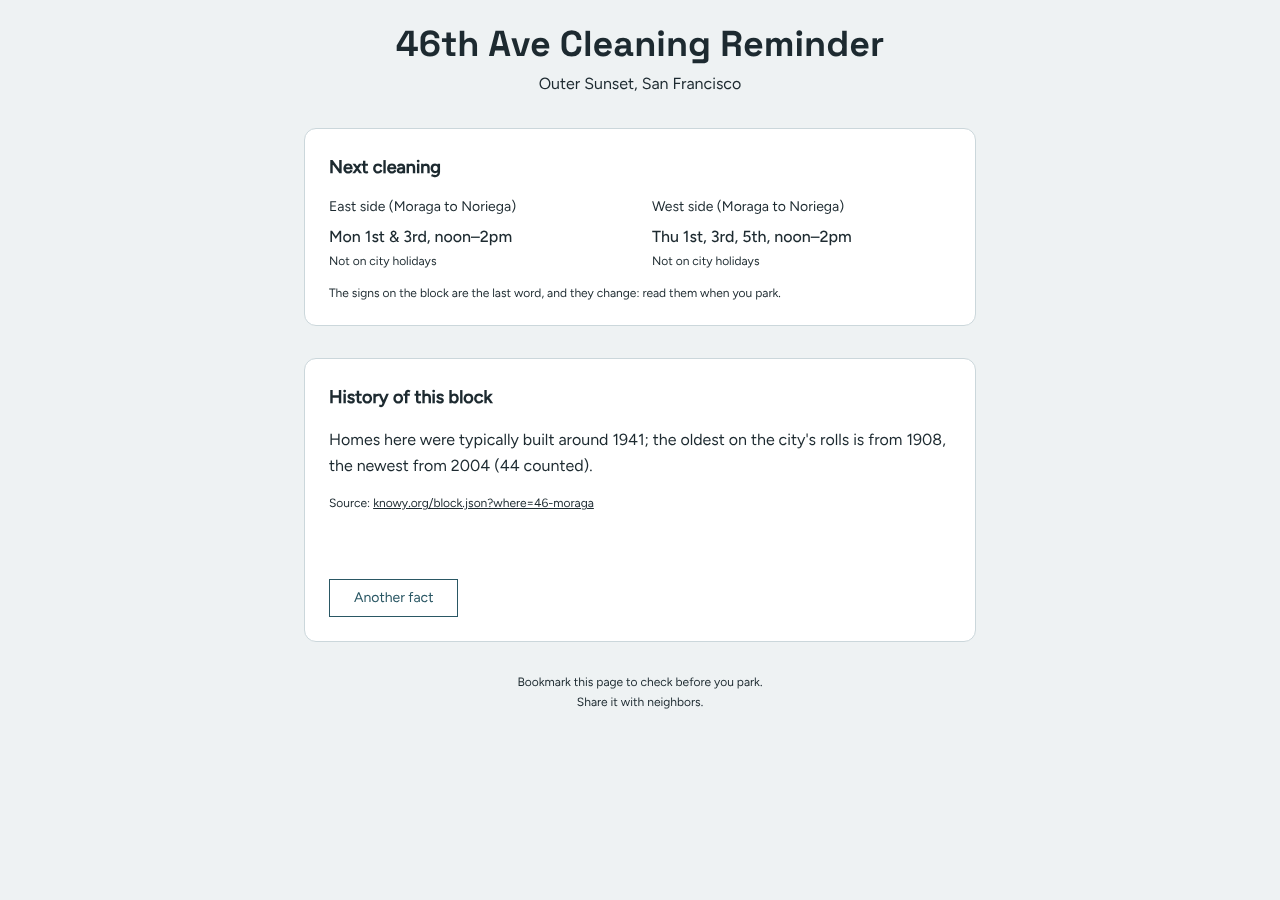 46th Ave Cleaning Reminder
Outer Sunset, San Francisco
Next cleaning
East side (Moraga to Noriega)
Mon 1st & 3rd, noon–2pm
Not on city holidays
West side (Moraga to Noriega)
Thu 1st, 3rd, 5th, noon–2pm
Not on city holidays
The signs on the block are the last word, and they change: read them when you park.
History of this block
Homes here were typically built around 1941; the oldest on the city's rolls is from 1908,
the newest from 2004 (44 counted).
Source: knowy.org/block.json?where=46-moraga
Another fact
Bookmark this page to check before you park.
Share it with neighbors.